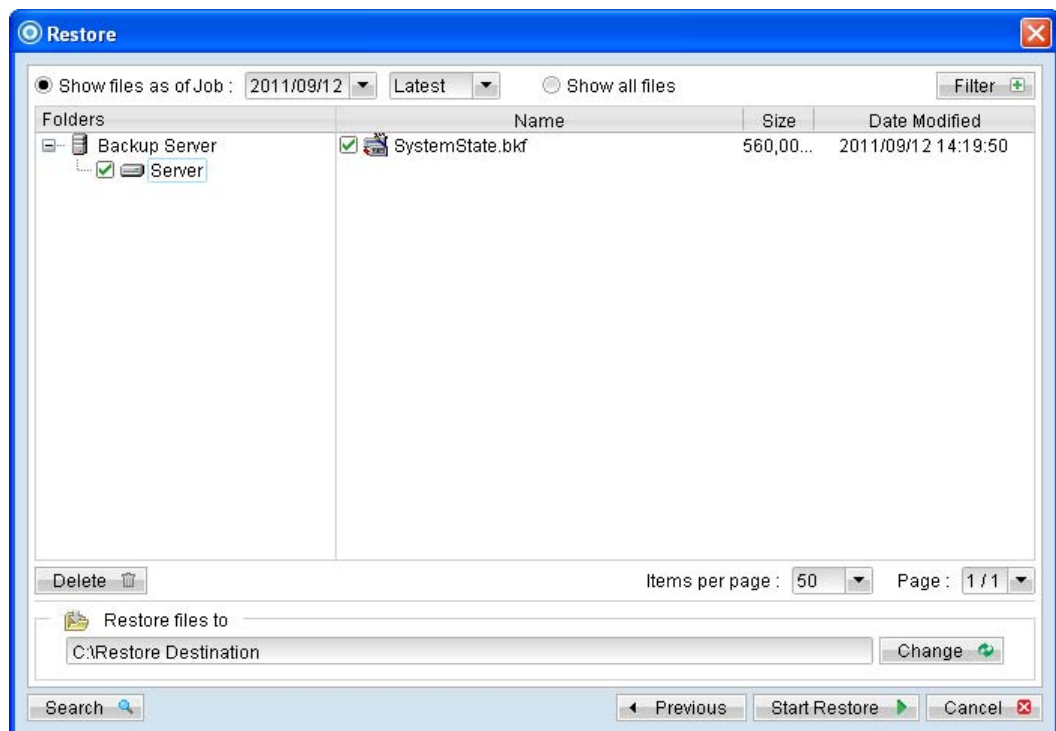 Restore
Show files as of Job : 2011/09/12 Latest Show all files Filter
Folders Name Size Date Modified
Backup Server SystemState.bkf 560,00... 2011/09/12 14:19:50
Server
Delete Items per page : 50 Page : 1 / 1
Restore files to
C:\Restore Destination Change
Search Previous Start Restore Cancel